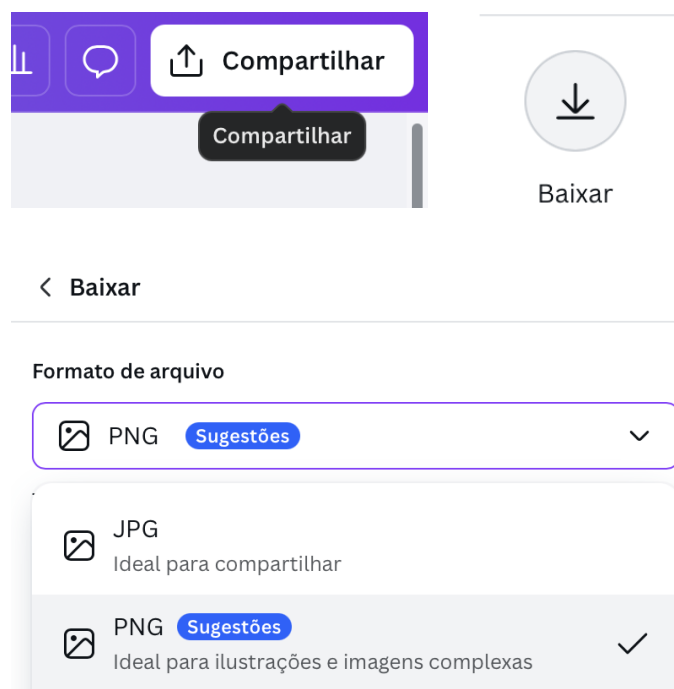 Compartilhar
Compartilhar
Baixar
Baixar
Formato de arquivo
PNG Sugestões
JPG
Ideal para compartilhar
PNG Sugestões
Ideal para ilustrações e imagens complexas